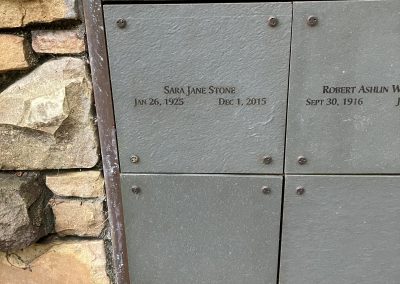 Sara Jane Stone
Jan 26, 1925 Dec 1, 2015
Robert Ashlin W
Sept 30, 1916 J